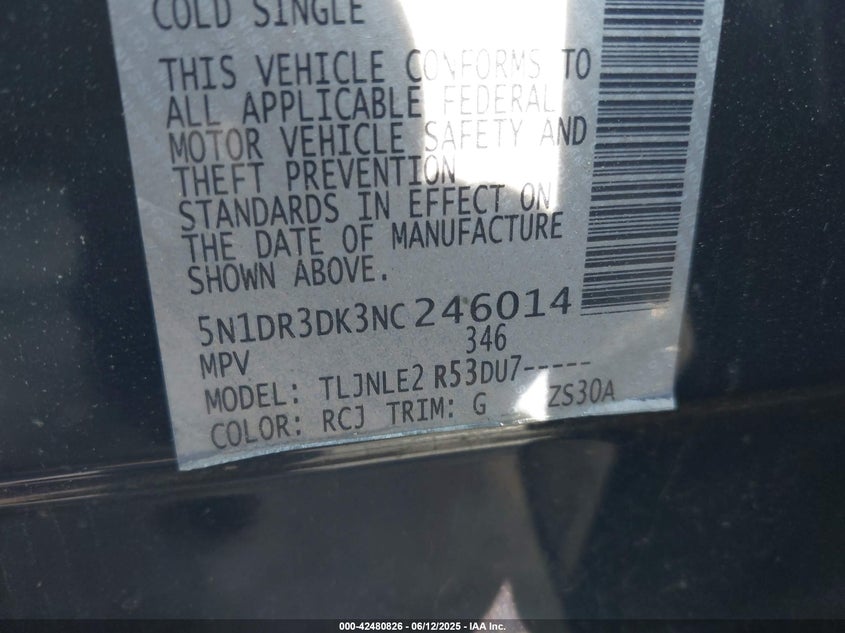 COLD SINGLE
THIS VEHICLE CONFORMS TO
ALL APPLICABLE FEDERAL
MOTOR VEHICLE SAFETY AND
THEFT PREVENTION
STANDARDS IN EFFECT ON
THE DATE OF MANUFACTURE
SHOWN ABOVE.
5N1DR3DK3NC246014
MPV 346
MODEL: TLJNLE2 R53DU7-----
COLOR: RCJ TRIM: G ZS30A
000-42480826 - 06/12/2025 - IAA Inc.